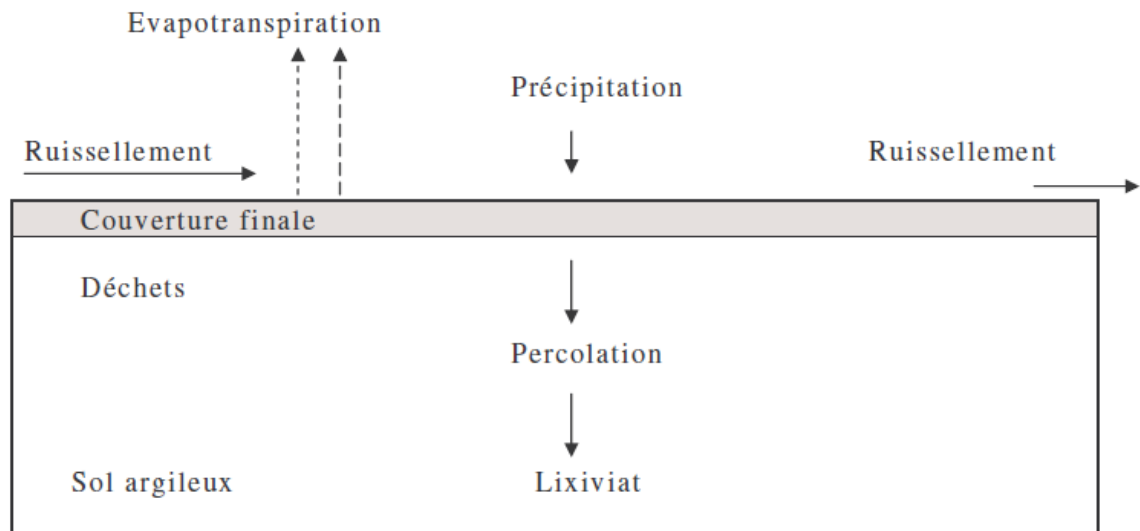 Evapotranspiration
Précipitation
Ruissellement
Ruissellement
Couverture finale
Déchets
Percolation
Sol argileux
Lixiviat